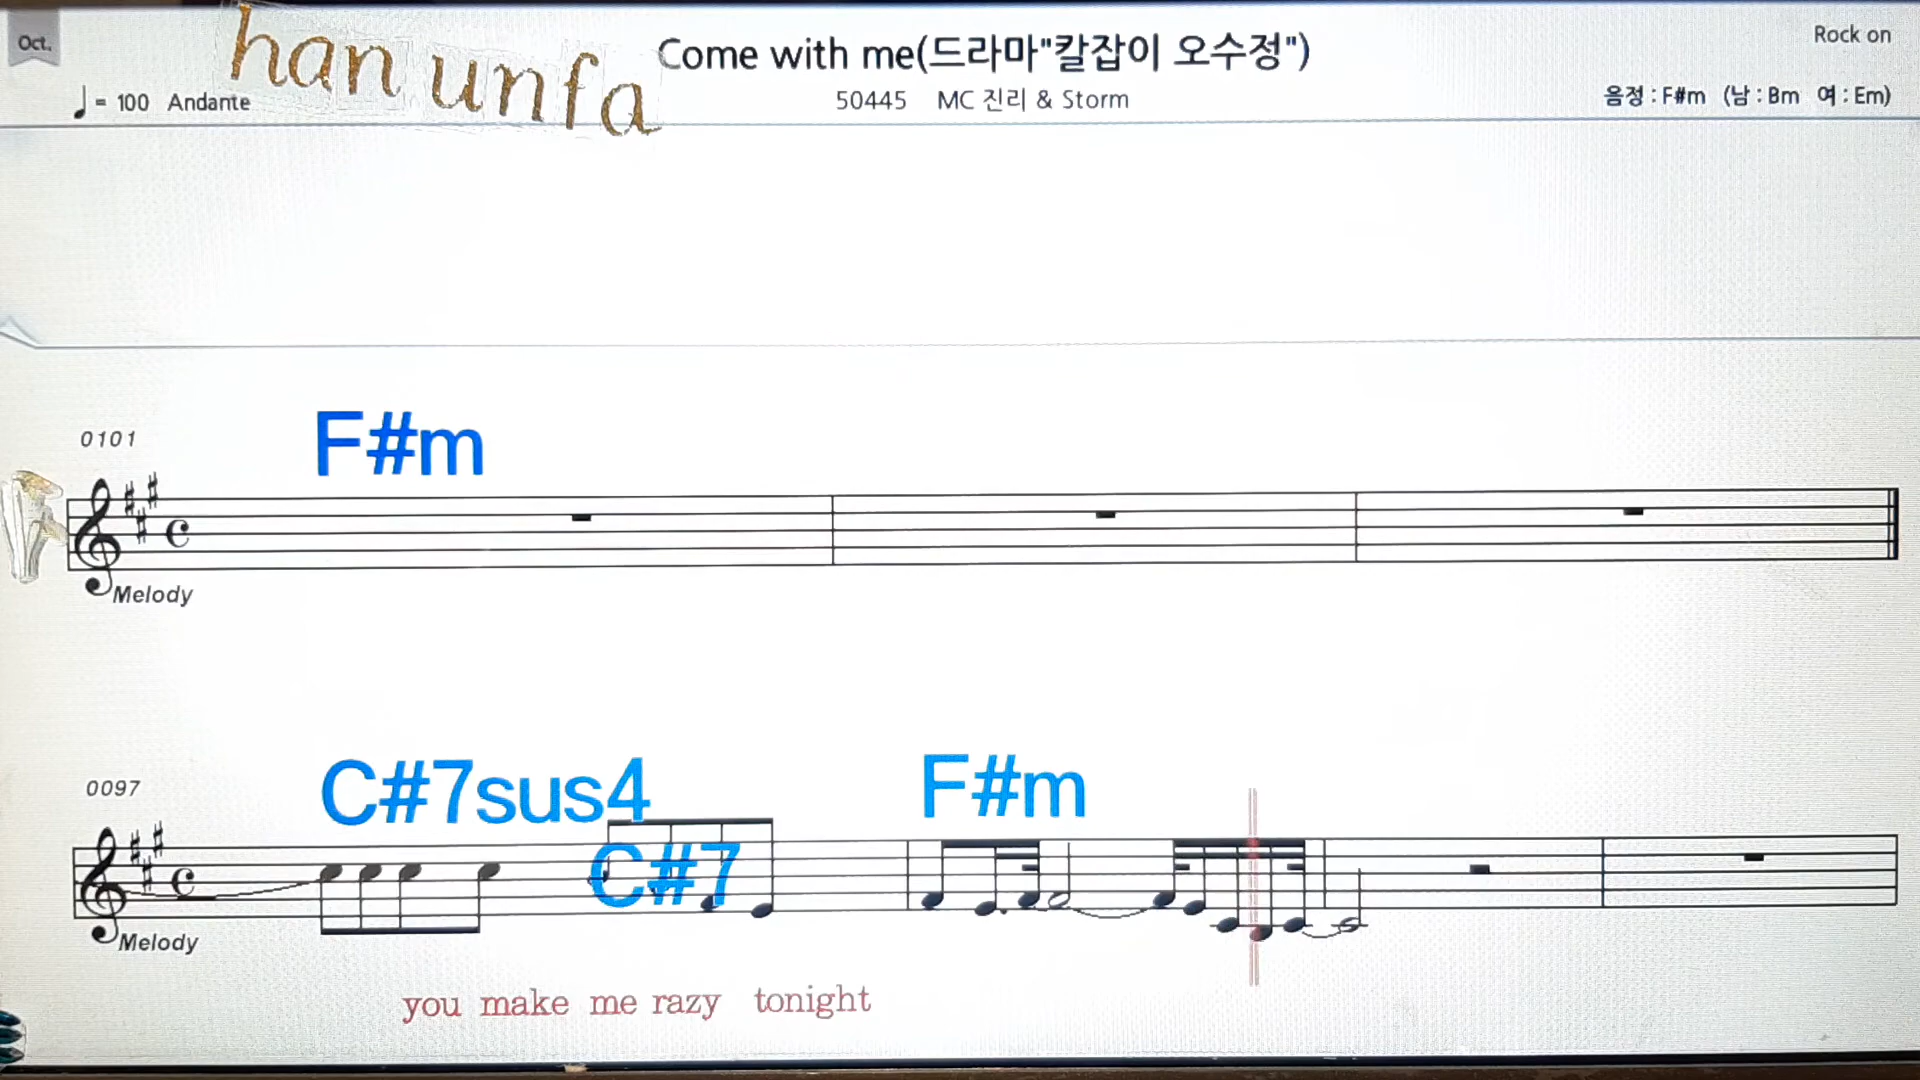 Oct.
han unfa
Come with me(드라마"칼잡이 오수정")
Rock on
♩= 100 Andante
50445 MC 진리 & Storm
음정 : F#m (남 : Bm 여 : Em)
0101
F#m
Melody
0097
C#7sus4
C#7
F#m
Melody
you make me razy tonight